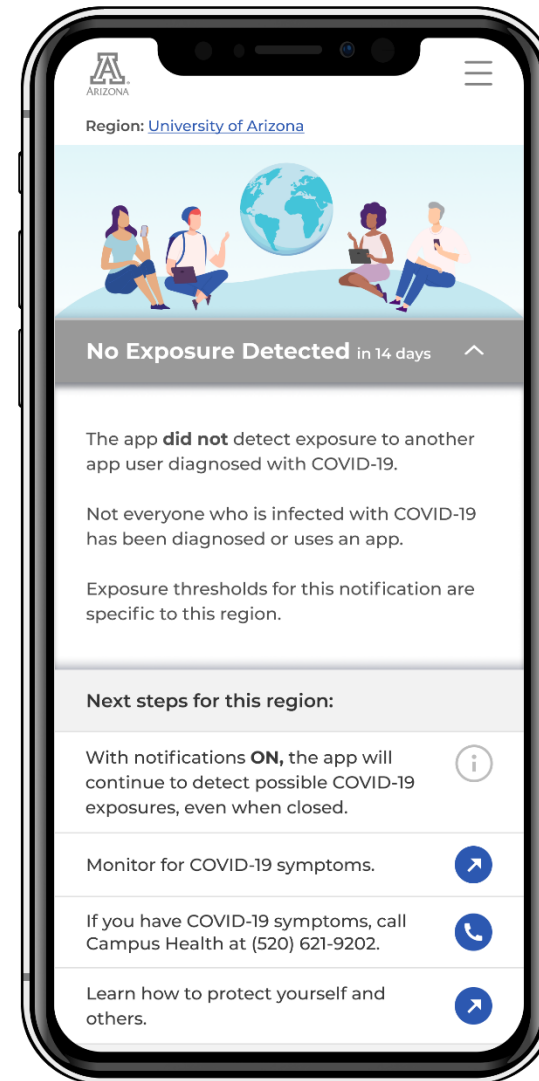 ARIZONA
Region: University of Arizona
No Exposure Detected in 14 days
The app did not detect exposure to another
app user diagnosed with COVID-19.
Not everyone who is infected with COVID-19
has been diagnosed or uses an app.
Exposure thresholds for this notification are
specific to this region.
Next steps for this region:
With notifications ON, the app will
continue to detect possible COVID-19
exposures, even when closed.
Monitor for COVID-19 symptoms.
If you have COVID-19 symptoms, call
Campus Health at (520) 621-9202.
Learn how to protect yourself and
others.